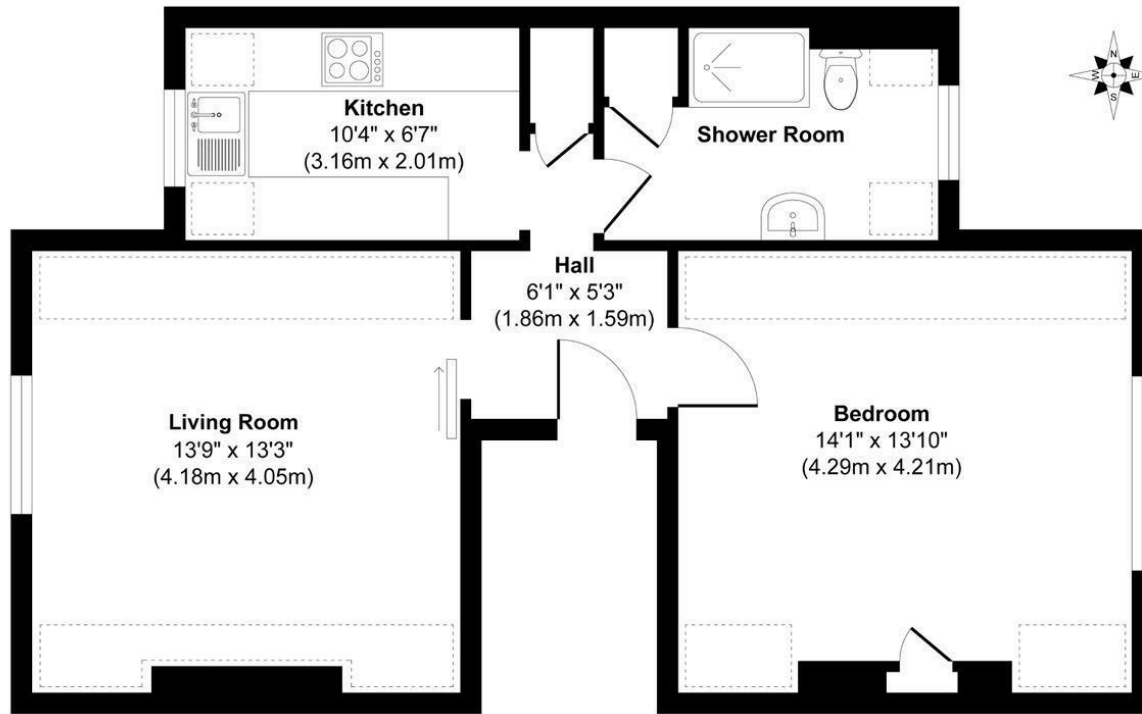 Kitchen
10'4" x 6'7"
(3.16m x 2.01m)
Shower Room
N
W
E
S
Hall
6'1" x 5'3"
(1.86m x 1.59m)
Living Room
13'9" x 13'3"
(4.18m x 4.05m)
Bedroom
14'1" x 13'10"
(4.29m x 4.21m)